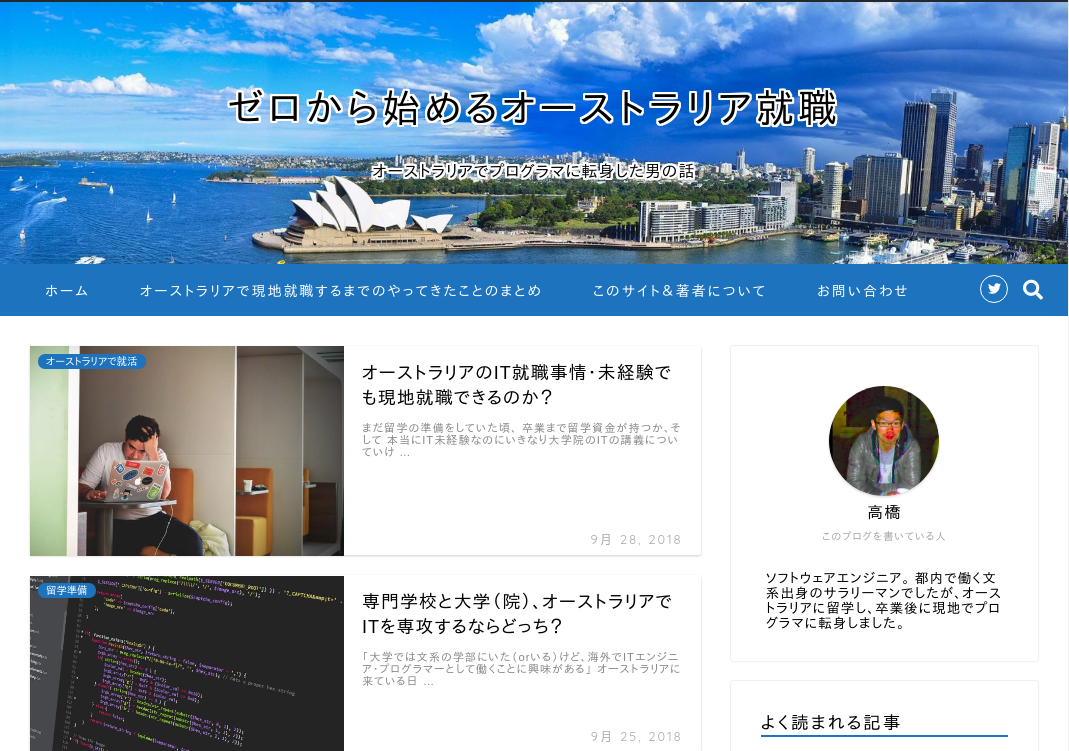 ゼロから始めるオーストラリア就職
オーストラリアでプログラマに転身した男の話
ホーム
オーストラリアで現地就職するまでのやってきたことのまとめ
このサイト＆著者について
お問い合わせ
オーストラリアで就活
オーストラリアのIT就職事情・未経験で
も現地就職できるのか？
まだ留学の準備をしていた頃、 卒業まで留学資金が持つか、そ
して 本当にIT未経験なのにいきなり大学院のITの講義につい
ていけ ...
9月 28, 2018
留学準備
専門学校と大学（院）、オーストラリアで
ITを専攻するならどっち？
「大学では文系の学部にいた（orいる）けど、海外でITエンジニ
ア・プログラマーとして働くことに興味がある」 オーストラリアに
来ている日 ...
9月 25, 2018
高橋
このブログを書いている人
ソフトウェアエンジニア。 都内で働く文
系出身のサラリーマンでしたが、オース
トラリアに留学し、卒業後に現地でプロ
グラマに転身しました。
よく読まれる記事